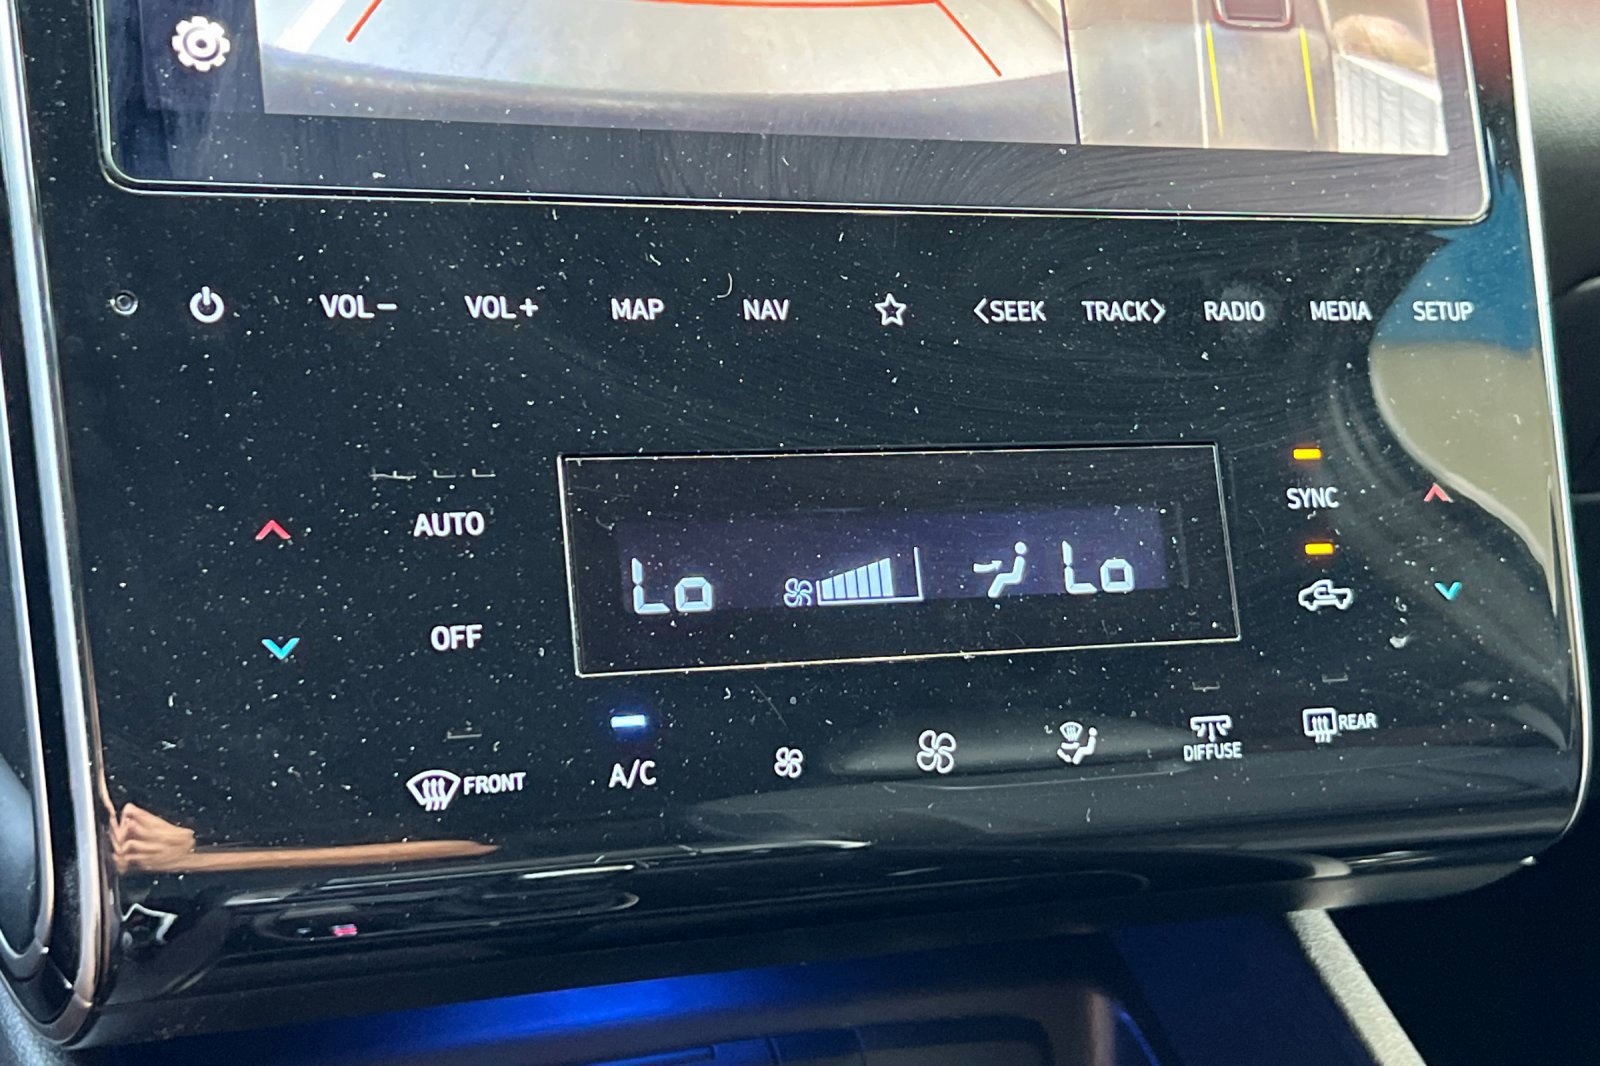 VOL− VOL+ MAP NAV <SEEK TRACK> RADIO MEDIA SETUP
SYNC
AUTO
Lo Lo
OFF
DIFFUSE REAR
FRONT A/C